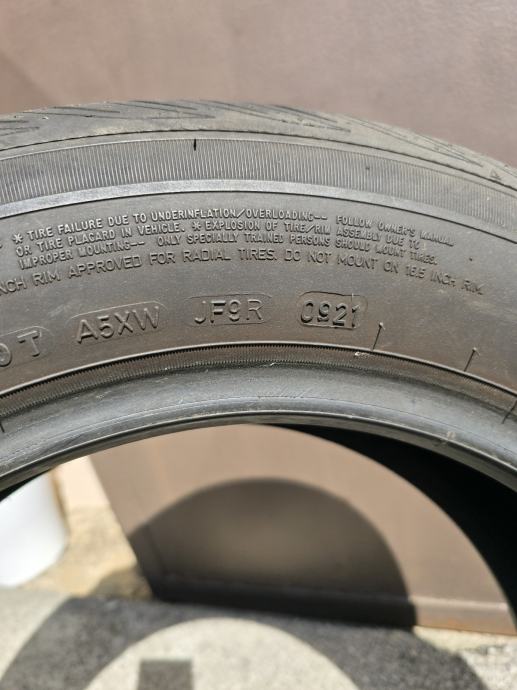 * TIRE FAILURE DUE TO UNDERINFLATION/OVERLOADING-- FOLLOW OWNER'S MANUAL
OR TIRE PLACARD IN VEHICLE. * EXPLOSION OF TIRE/RIM ASSEMBLY DUE TO
IMPROPER MOUNTING-- ONLY SPECIALLY TRAINED PERSONS SHOULD MOUNT TIRES.
INCH RIM APPROVED FOR RADIAL TIRES. DO NOT MOUNT ON 16.5 INCH RIM.
OT A5XW JF9R 0921